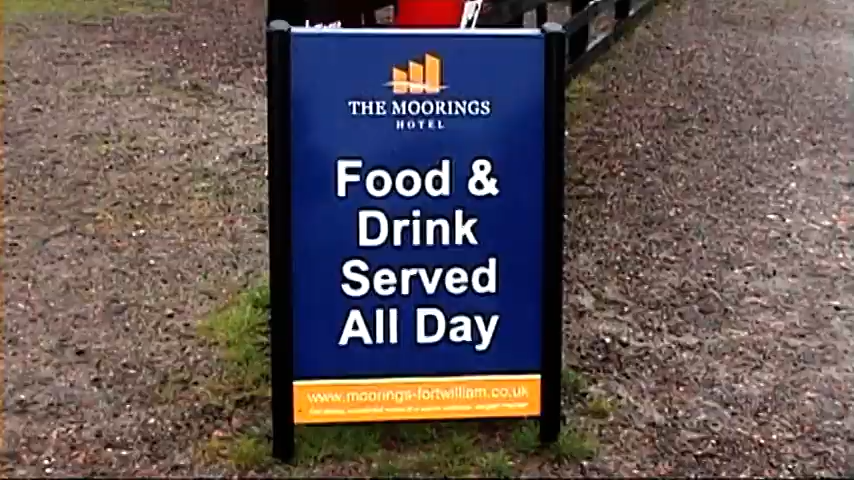 THE MOORINGS
HOTEL
Food &
Drink
Served
All Day
www.moorings-fortwilliam.co.uk